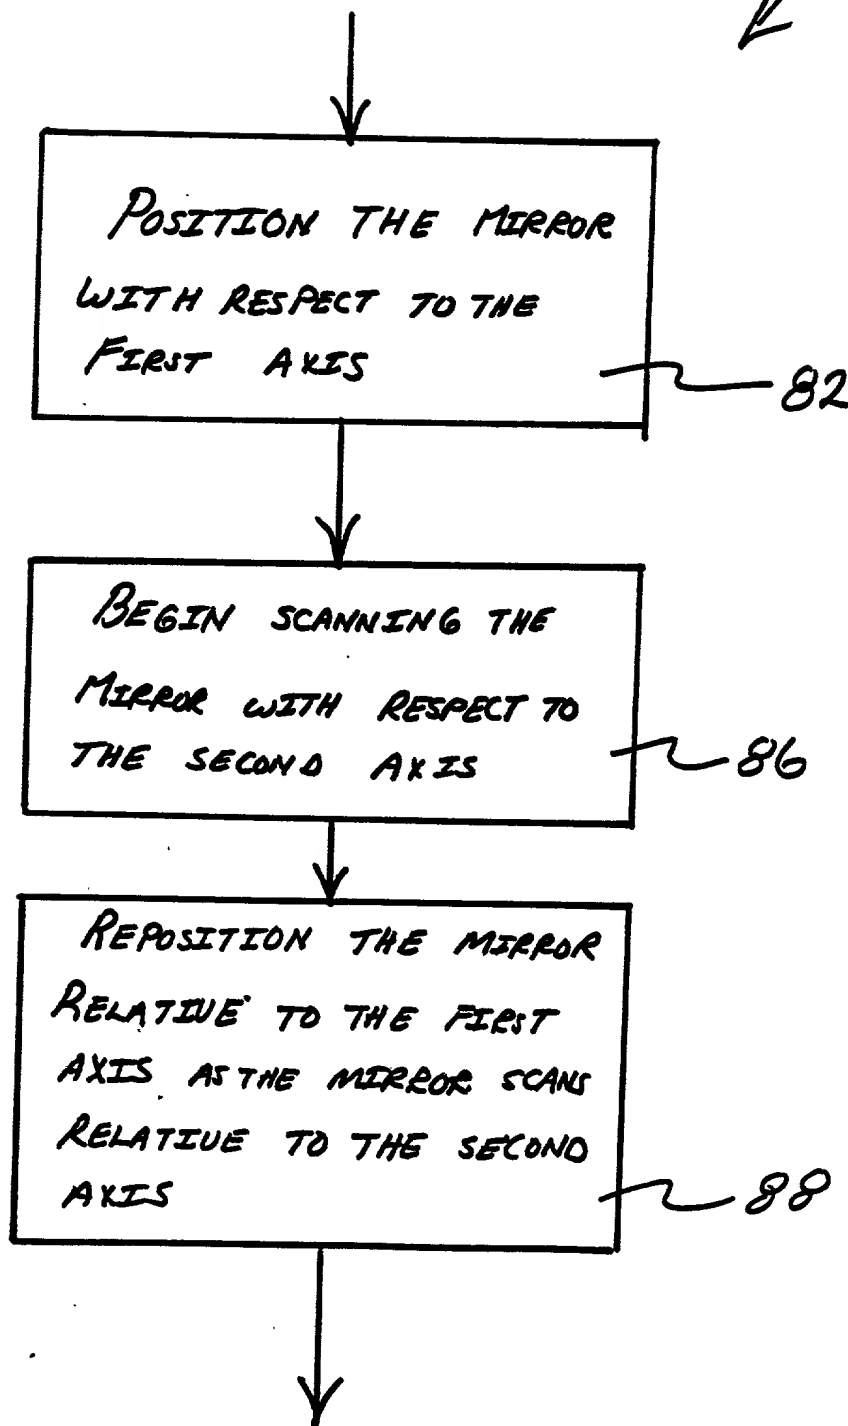 POSITION THE MIRROR
WITH RESPECT TO THE
FIRST AXIS
82
BEGIN SCANNING THE
MIRROR WITH RESPECT TO
THE SECOND AXIS
86
REPOSITION THE MIRROR
RELATIVE TO THE FIRST
AXIS AS THE MIRROR SCANS
RELATIVE TO THE SECOND
AXIS
88